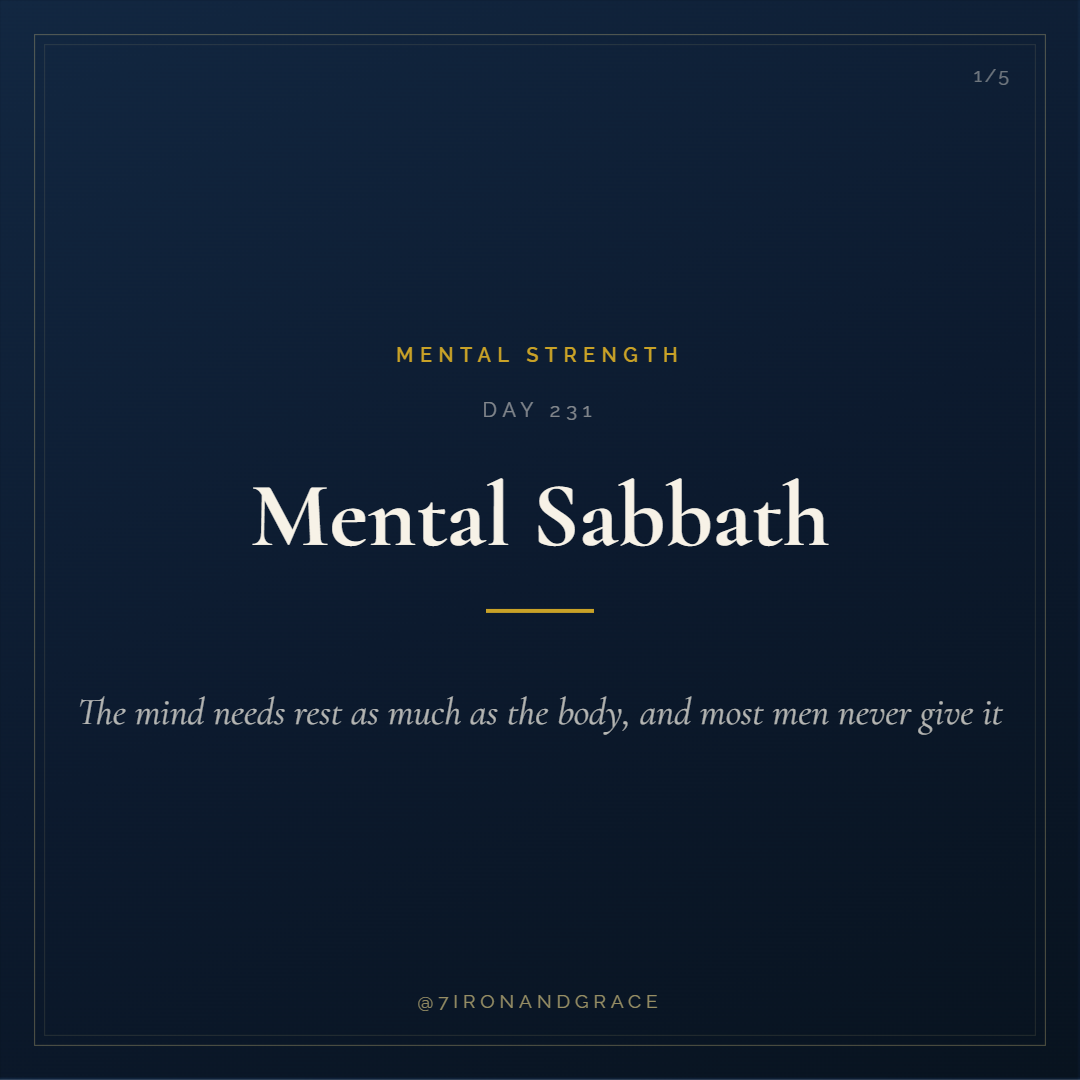 1/5
MENTAL STRENGTH
DAY 231
Mental Sabbath
The mind needs rest as much as the body, and most men never give it
@7IRONANDGRACE